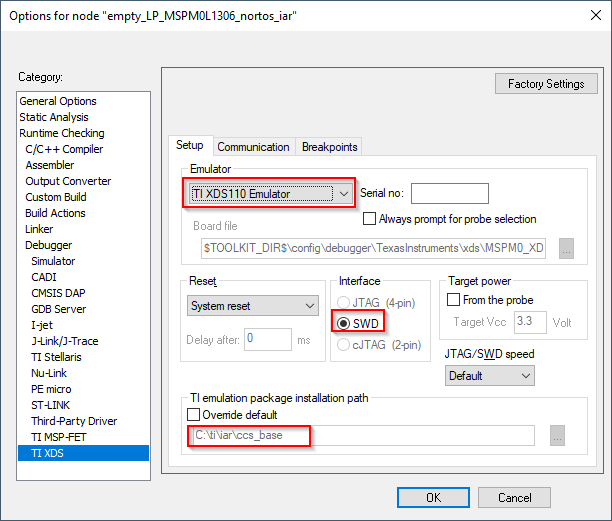 Options for node "empty_LP_MSPM0L1306_nortos_iar"
Category:
Factory Settings
General Options
Static Analysis
Runtime Checking
C/C++ Compiler
Assembler
Output Converter
Custom Build
Build Actions
Linker
Debugger
Simulator
CADI
CMSIS DAP
GDB Server
I-jet
J-Link/J-Trace
TI Stellaris
Nu-Link
PE micro
ST-LINK
Third-Party Driver
TI MSP-FET
TI XDS
Setup Communication Breakpoints
Emulator
TI XDS110 Emulator Serial no:
Always prompt for probe selection
Board file
$TOOLKIT_DIR$\config\debugger\TexasInstruments\xds\MSPM0_XD
...
Reset
System reset
Delay after: 0 ms
Interface
JTAG (4-pin)
SWD
cJTAG (2-pin)
Target power
From the probe
Target Vcc 3.3 Volt
JTAG/SWD speed
Default
TI emulation package installation path
Override default
C:\ti\iar\ccs_base
...
OK Cancel